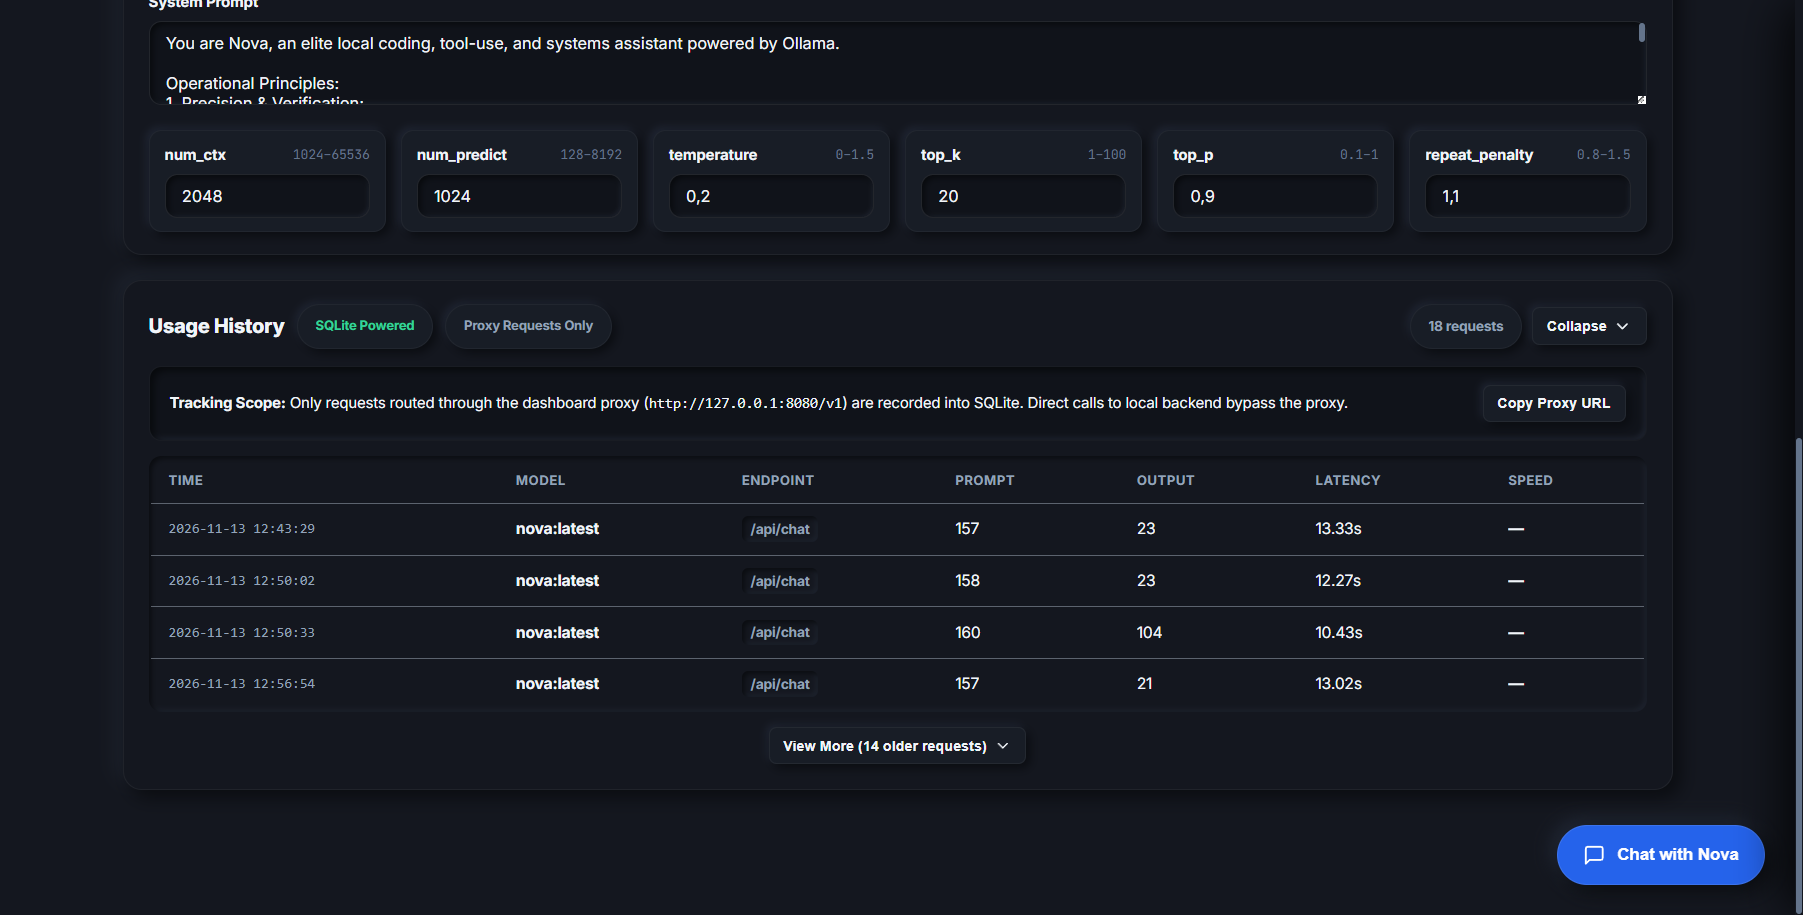 System Prompt
You are Nova, an elite local coding, tool-use, and systems assistant powered by Ollama.
Operational Principles:
1. Precision & Verification:
num_ctx 1024-65536
2048
num_predict 128-8192
1024
temperature 0-1.5
0,2
top_k 1-100
20
top_p 0.1-1
0,9
repeat_penalty 0.8-1.5
1,1
Usage History SQLite Powered Proxy Requests Only 18 requests Collapse
Tracking Scope: Only requests routed through the dashboard proxy (http://127.0.0.1:8080/v1) are recorded into SQLite. Direct calls to local backend bypass the proxy. Copy Proxy URL
TIME MODEL ENDPOINT PROMPT OUTPUT LATENCY SPEED
2026-11-13 12:43:29 nova:latest /api/chat 157 23 13.33s —
2026-11-13 12:50:02 nova:latest /api/chat 158 23 12.27s —
2026-11-13 12:50:33 nova:latest /api/chat 160 104 10.43s —
2026-11-13 12:56:54 nova:latest /api/chat 157 21 13.02s —
View More (14 older requests)
Chat with Nova